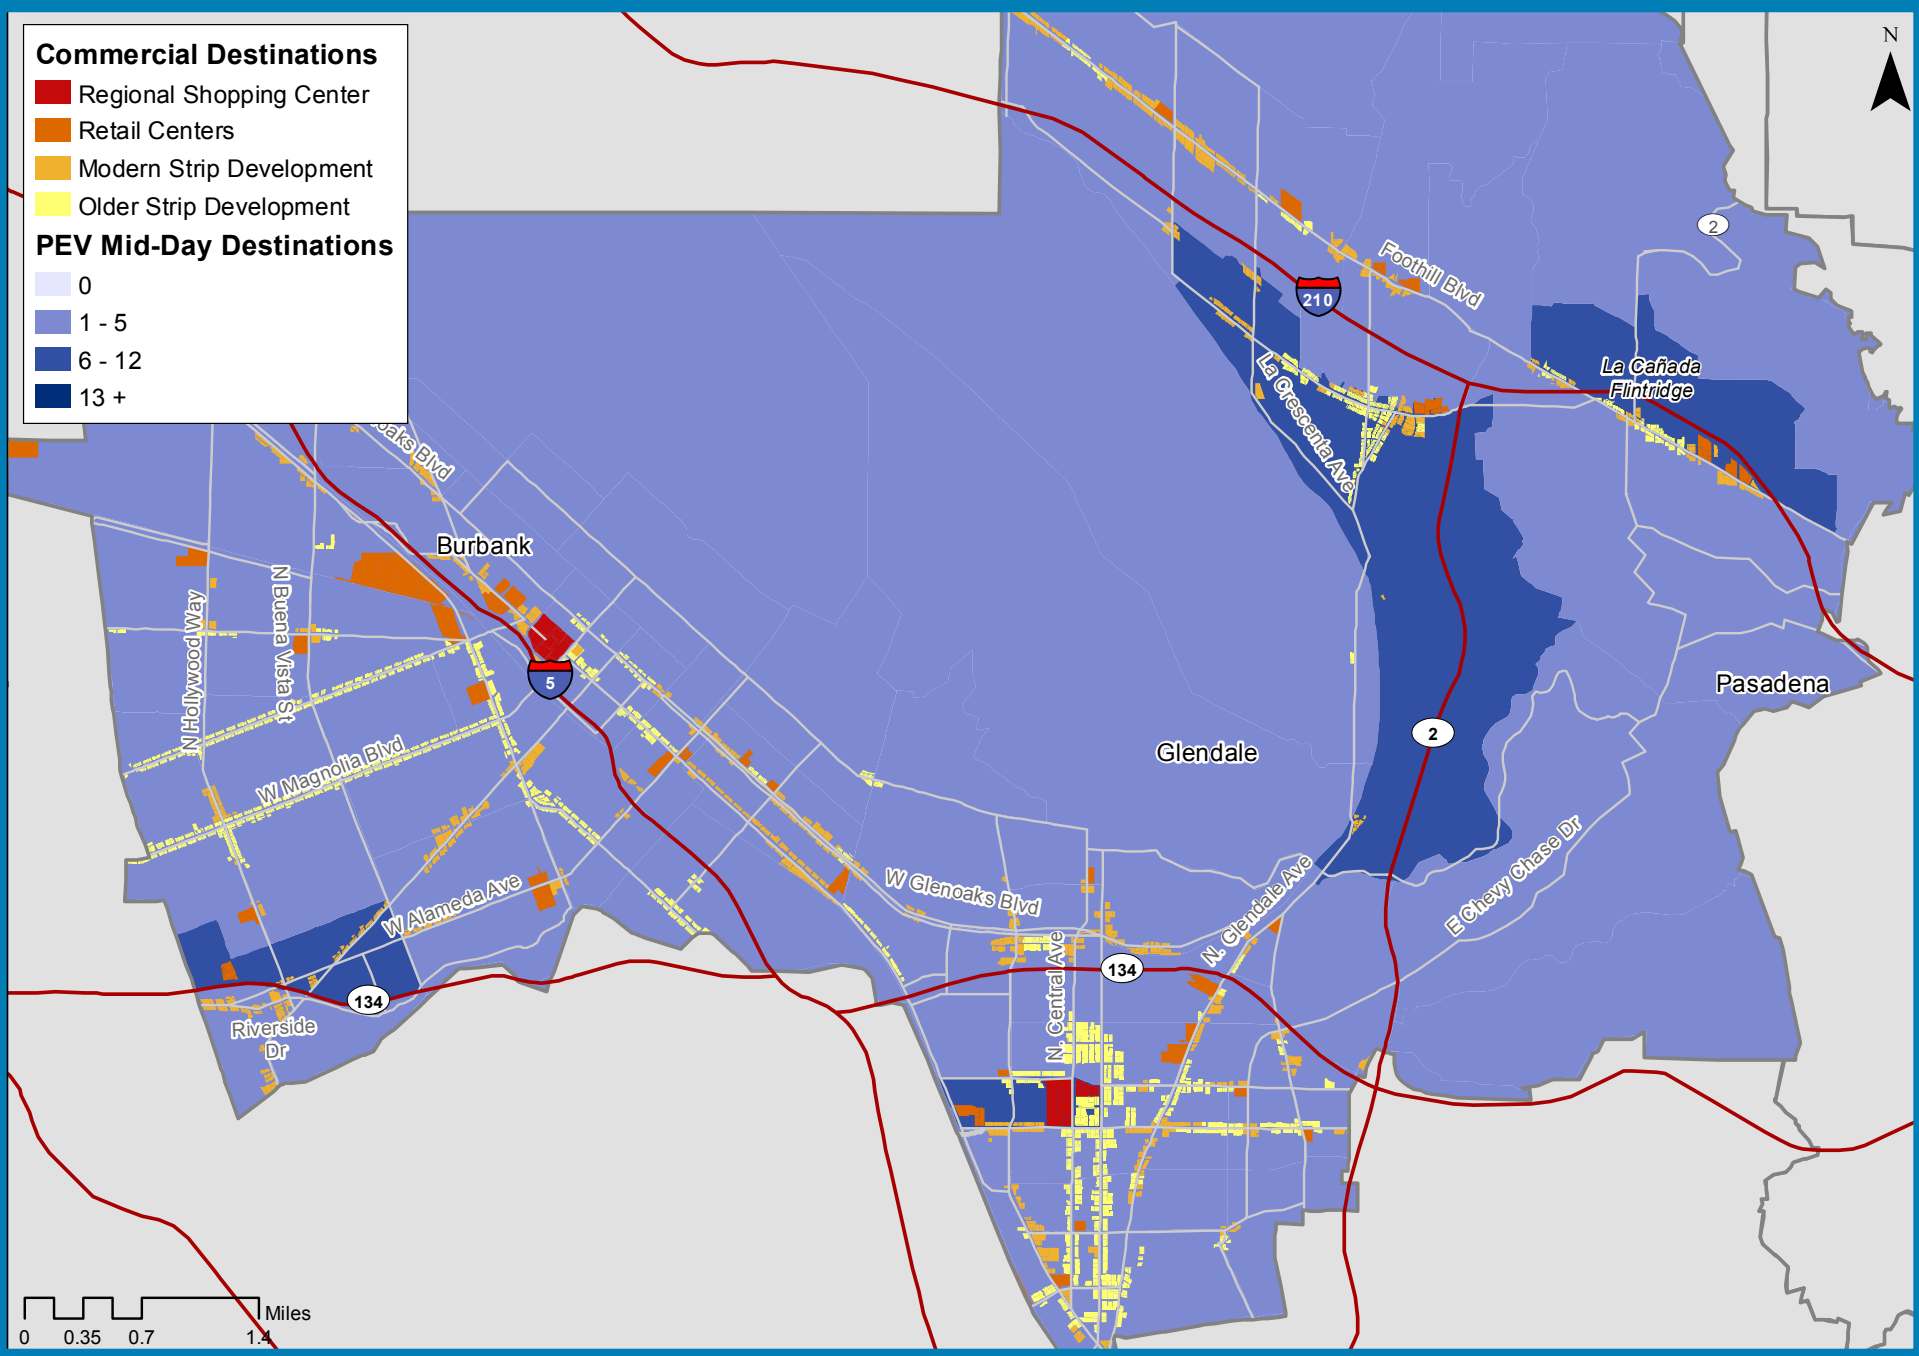 Commercial Destinations
Regional Shopping Center
Retail Centers
Modern Strip Development
Older Strip Development
PEV Mid-Day Destinations
0
1 - 5
6 - 12
13 +
N
2
Foothill Blvd
210
La Cañada
Flintridge
La Crescenta Ave
oaks Blvd
Burbank
N Hollywood Way
N Buena Vista St
5
Pasadena
2
Glendale
W Magnolia Blvd
W Alameda Ave
W Glenoaks Blvd
E Chevy Chase Dr
N. Glendale Ave
N. Central Ave
134
134
Riverside
Dr
Miles
0 0.35 0.7 1.4